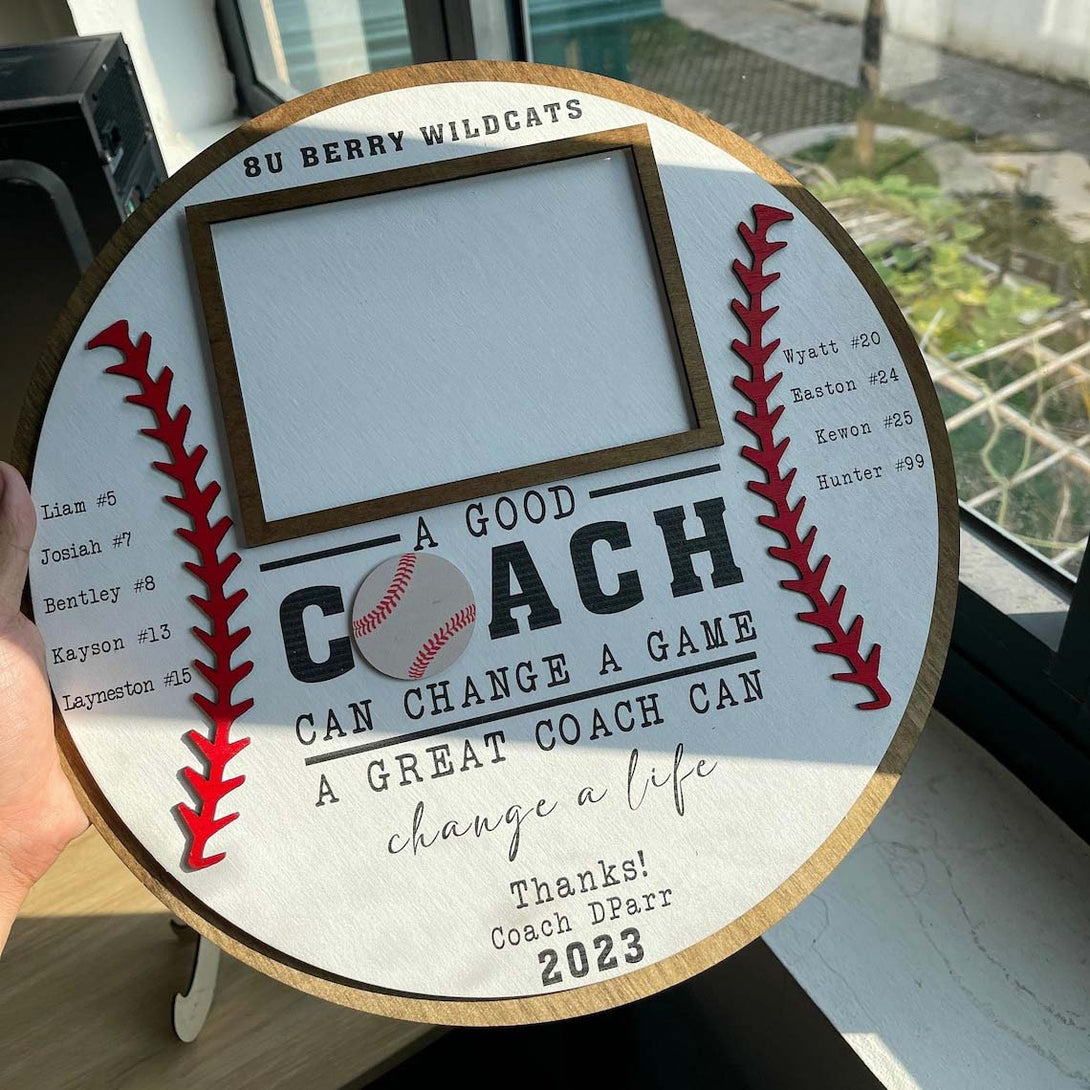 8U BERRY WILDCATS
Liam #5
Josiah #7
Bentley #8
Kayson #13
Layneston #15
Wyatt #20
Easton #24
Kewon #25
Hunter #99
A GOOD
COACH
CAN CHANGE A GAME
A GREAT COACH CAN
change a life
Thanks!
Coach DParr
2023